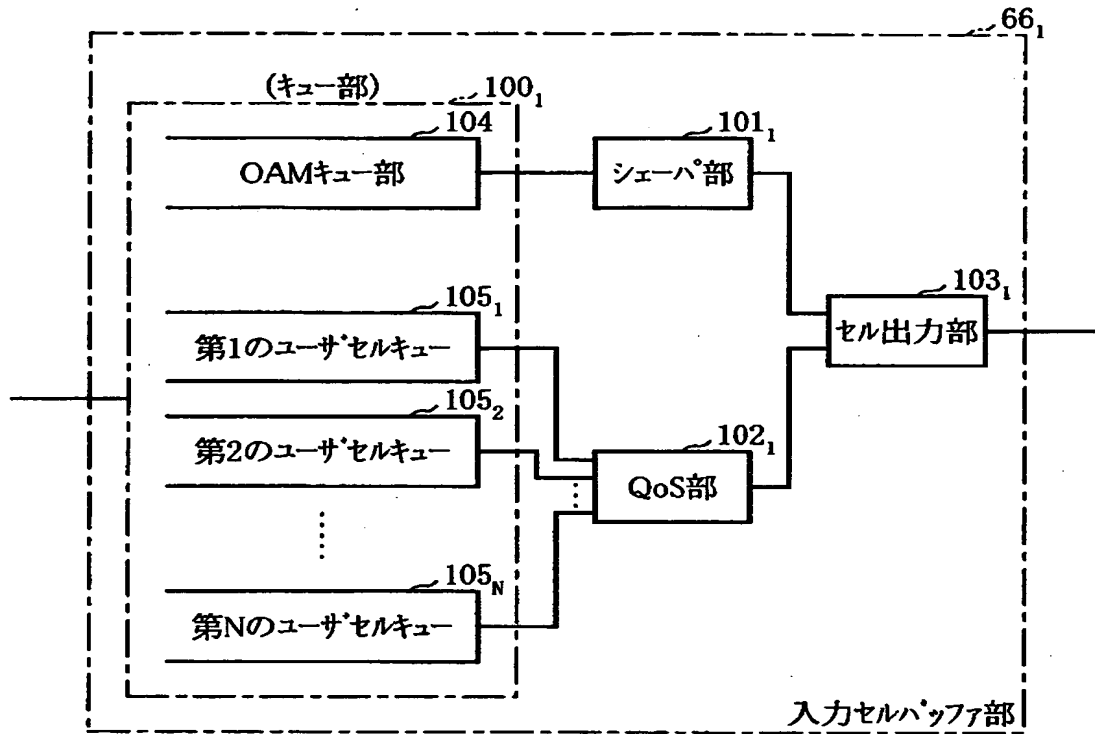 66₁
(キュー部)
100₁
104
OAMキュー部
101₁
シェーパ部
105₁
第1のユーザセルキュー
103₁
セル出力部
105₂
第2のユーザセルキュー
102₁
QoS部
105N
第Nのユーザセルキュー
入力セルバッファ部